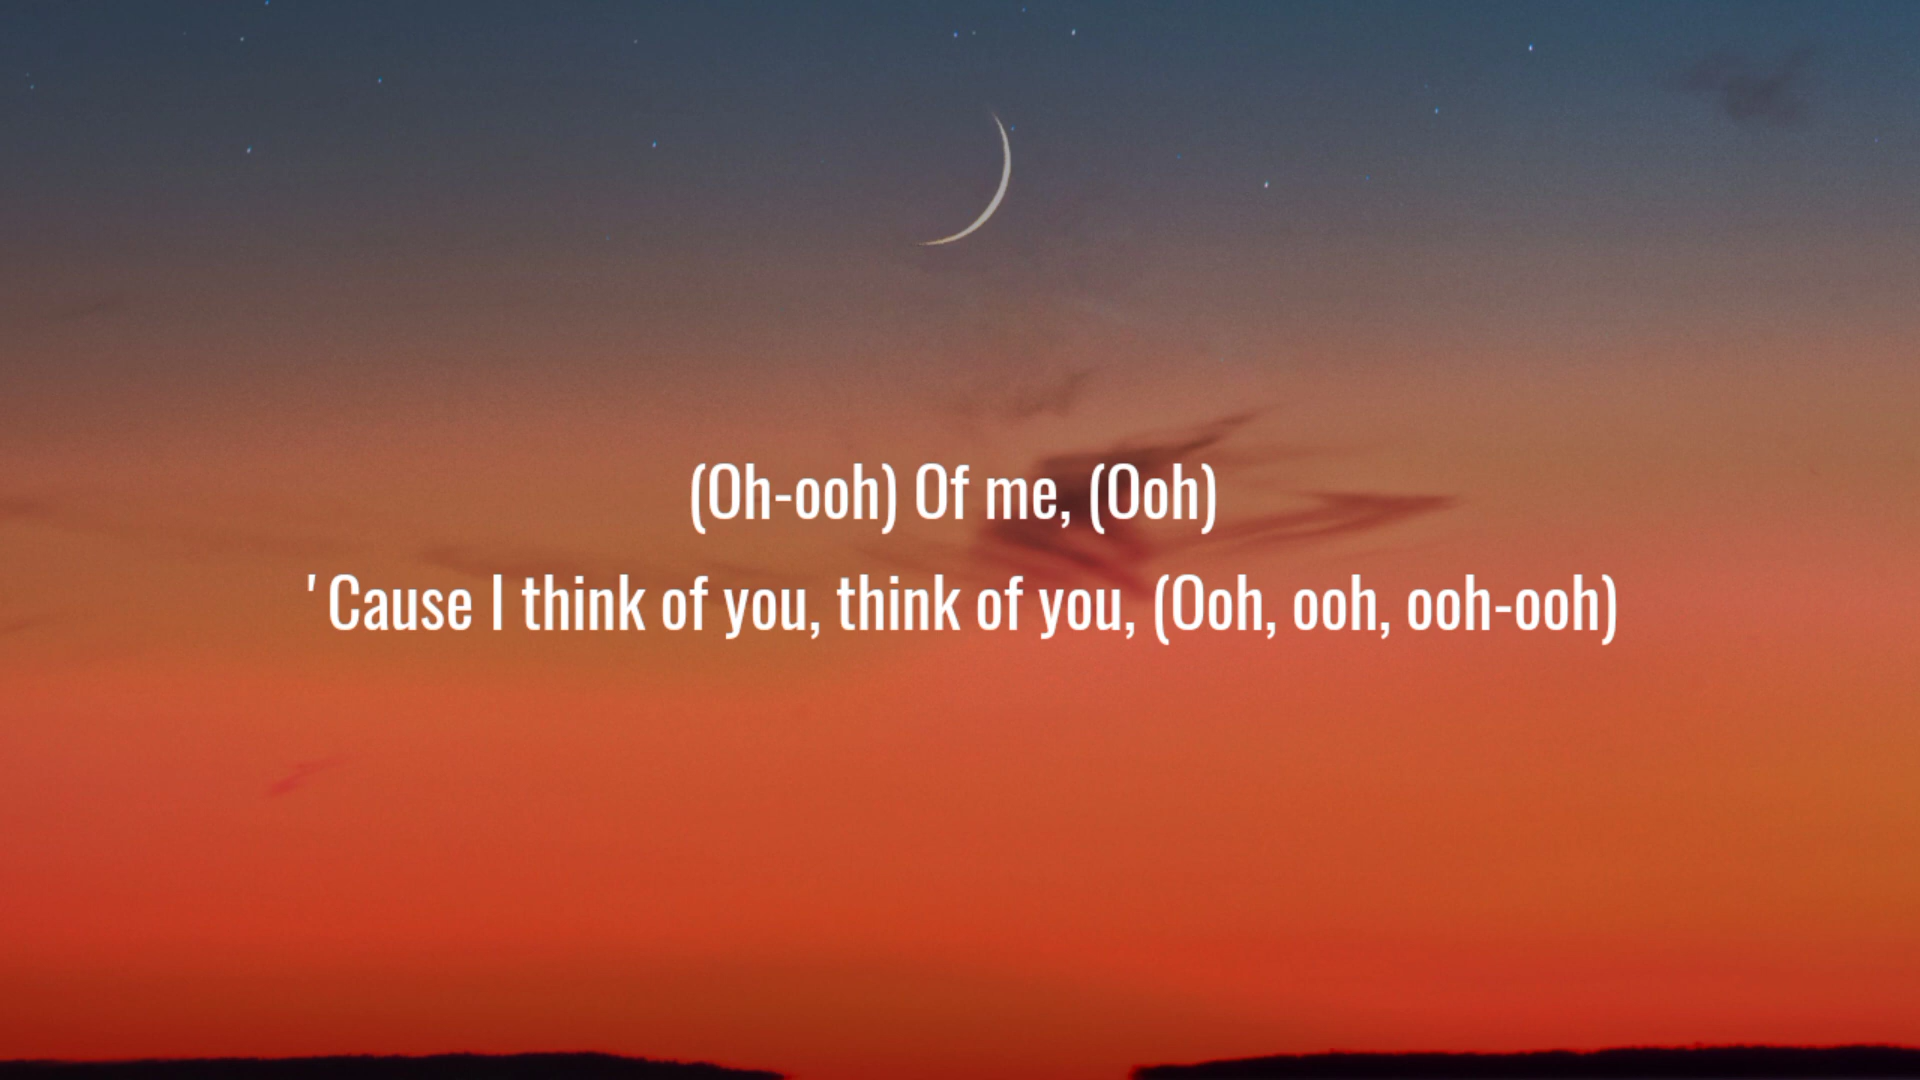 (Oh-ooh) Of me, (Ooh)
'Cause I think of you, think of you, (Ooh, ooh, ooh-ooh)